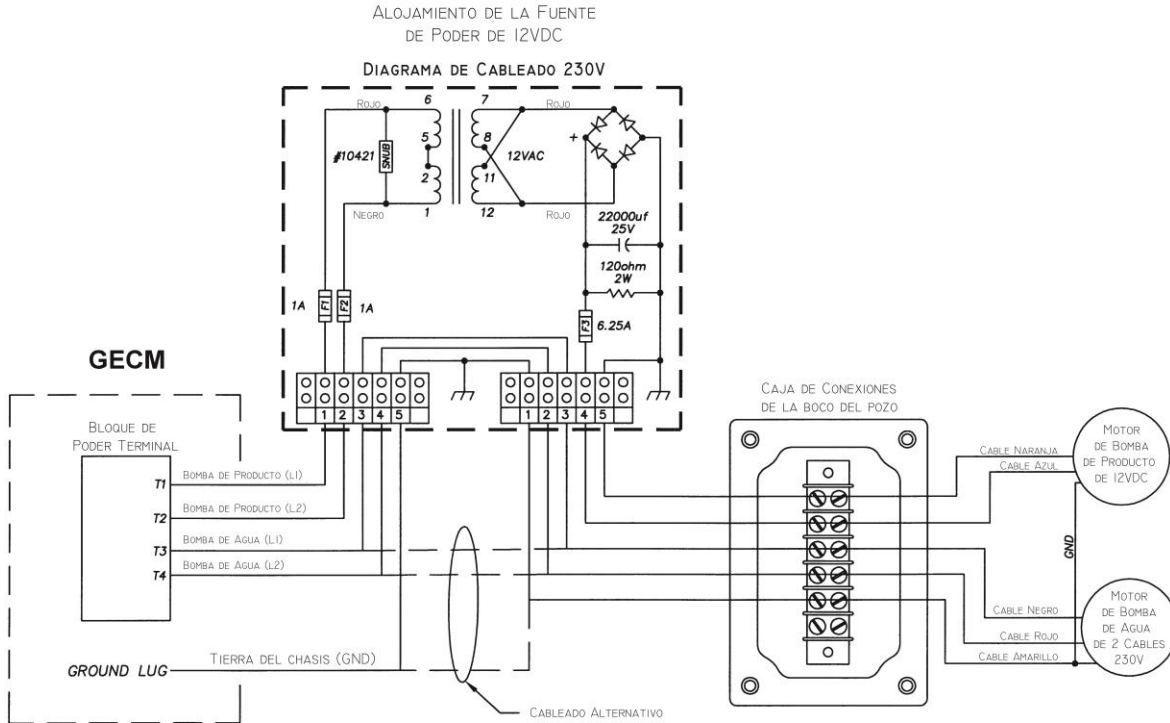 ALOJAMIENTO DE LA FUENTE
DE PODER DE 12VDC
DIAGRAMA DE CABLEADO 230V
ROJO
6
7
ROJO
#10421
SNUB
5
8
12VAC
+
2
11
NEGRO
1
12
ROJO
22000uf
25V
120ohm
2W
1A
F1
F2
1A
F3
6.25A
GECM
1
2
3
4
5
1
2
3
4
5
BLOQUE DE
PODER TERMINAL
T1
BOMBA DE PRODUCTO (L1)
T2
BOMBA DE PRODUCTO (L2)
T3
BOMBA DE AGUA (L1)
T4
BOMBA DE AGUA (L2)
GROUND LUG
TIERRA DEL CHASIS (GND)
CABLEADO ALTERNATIVO
CAJA DE CONEXIONES
DE LA BOCO DEL POZO
CABLE NARANJA
CABLE AZUL
MOTOR
DE BOMBA
DE PRODUCTO
DE 12VDC
GND
CABLE NEGRO
CABLE ROJO
CABLE AMARILLO
MOTOR
DE BOMBA
DE AGUA
DE 2 CABLES
230V